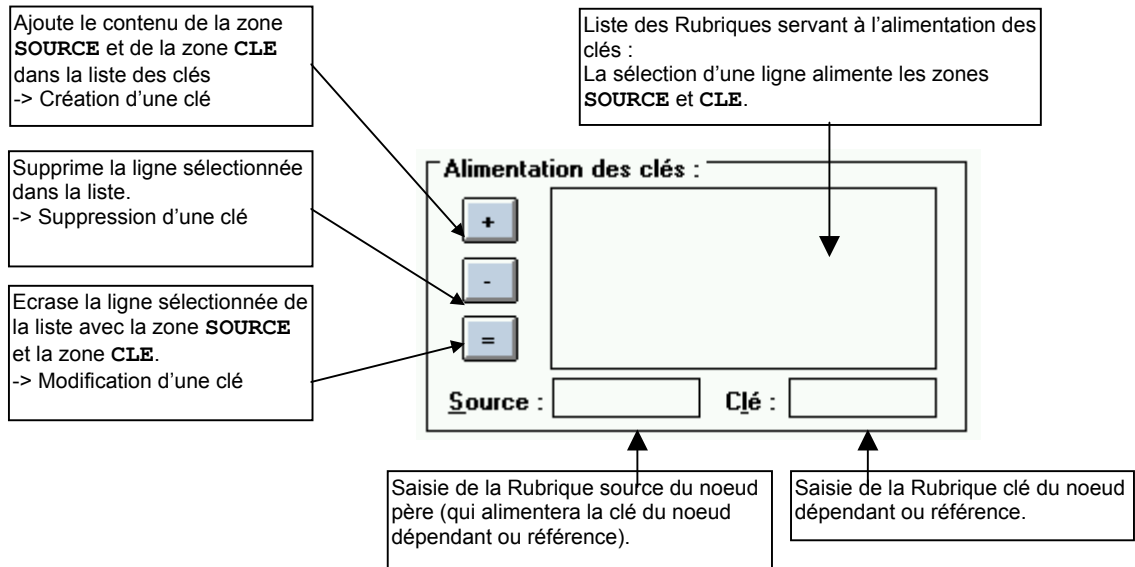 Ajoute le contenu de la zone
SOURCE et de la zone CLE
dans la liste des clés
-> Création d'une clé
Liste des Rubriques servant à l'alimentation des
clés :
La sélection d'une ligne alimente les zones
SOURCE et CLE.
Supprime la ligne sélectionnée
dans la liste.
-> Suppression d'une clé
Ecrase la ligne sélectionnée de
la liste avec la zone SOURCE
et la zone CLE.
-> Modification d'une clé
Alimentation des clés :
+
-
=
Source :
Clé :
Saisie de la Rubrique source du noeud
père (qui alimentera la clé du noeud
dépendant ou référence).
Saisie de la Rubrique clé du noeud
dépendant ou référence.